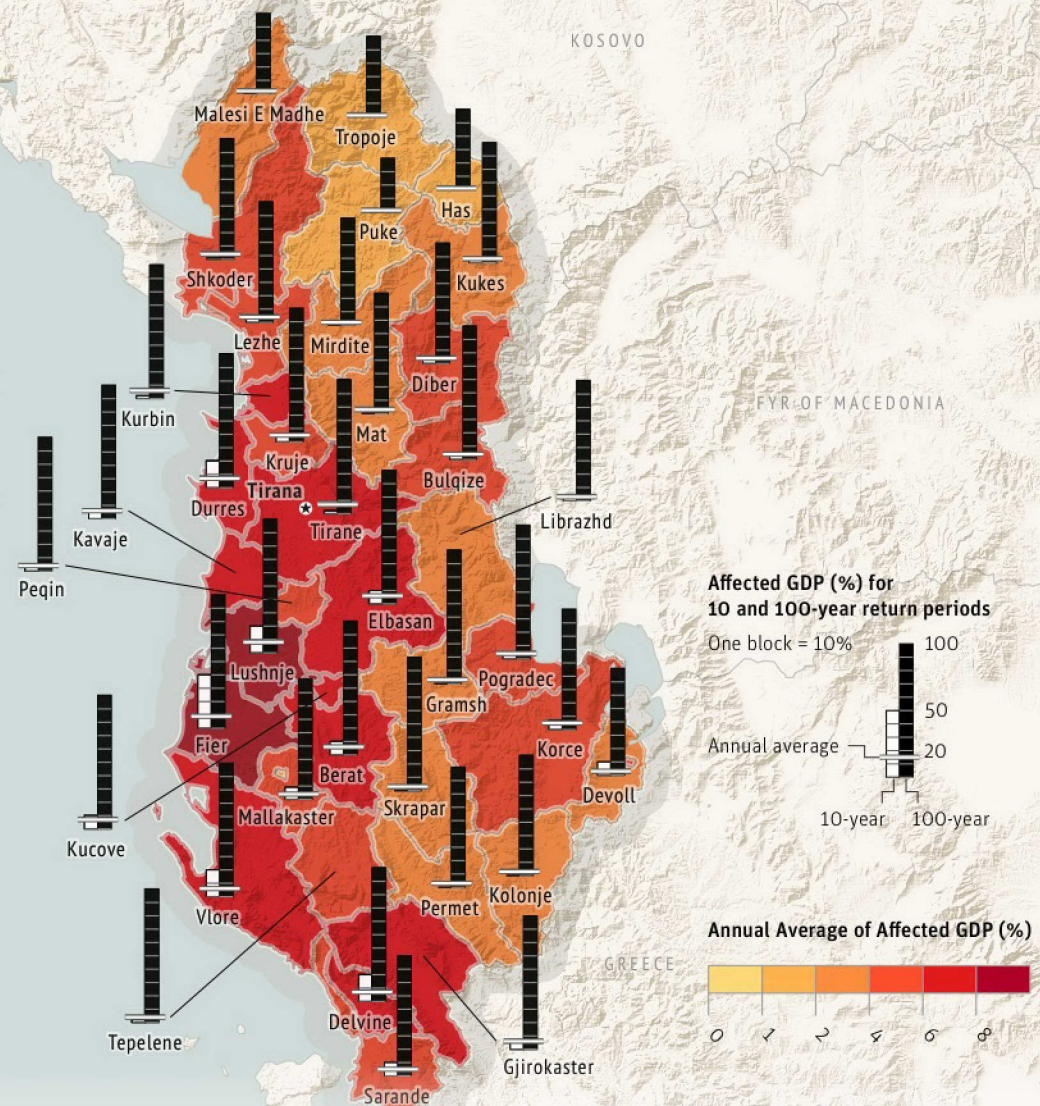 KOSOVO
Malesi E Madhe
Tropoje
Has
Puke
Shkoder
Kukes
Lezhe
Mirdite
Diber
Kurbin
Mat
Kruje
Bulqize
Tirana
Durres
Tirane
Librazhd
Kavaje
Peqin
FYR OF MACEDONIA
Elbasan
Lushnje
Pogradec
Gramsh
Fier
Korce
Berat
Devoll
Mallakaster
Skrapar
Kucove
Vlore
Permet
Kolonje
GREECE
Delvine
Tepelene
Gjirokaster
Sarande
Affected GDP (%) for
10 and 100-year return periods
One block = 10%
100
50
Annual average
20
10-year
100-year
Annual Average of Affected GDP (%)
0
1
2
4
6
8